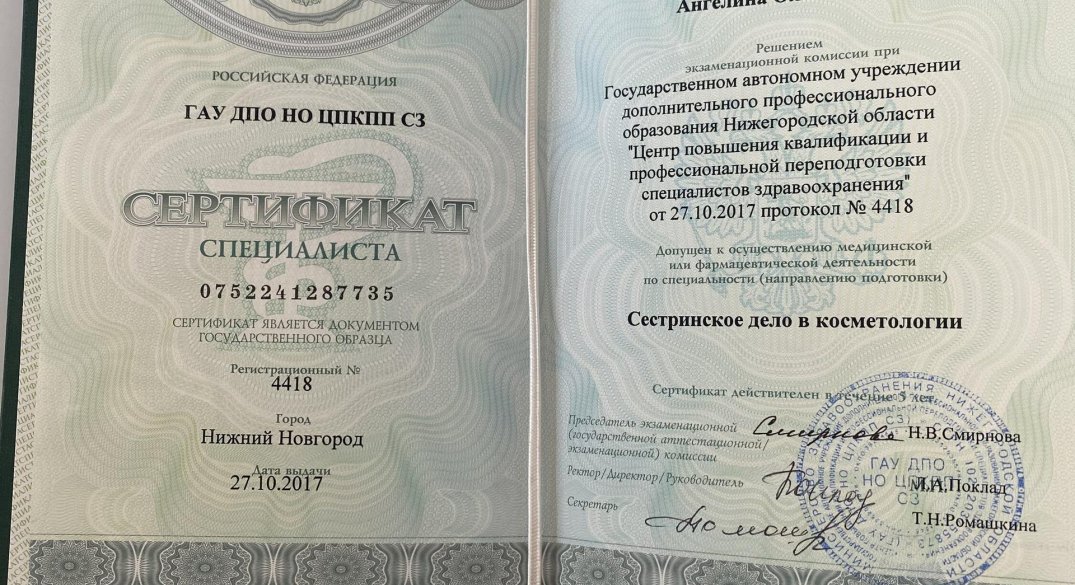 РОССИЙСКАЯ ФЕДЕРАЦИЯ
ГАУ ДПО НО ЦПКПП СЗ
СЕРТИФИКАТ
СПЕЦИАЛИСТА
0752241287735
СЕРТИФИКАТ ЯВЛЯЕТСЯ ДОКУМЕНТОМ
ГОСУДАРСТВЕННОГО ОБРАЗЦА
Регистрационный №
4418
Город
Нижний Новгород
Дата выдачи
27.10.2017
Ангелина
Решением
экзаменационной комиссии при
Государственном автономном учреждении
дополнительного профессионального
образования Нижегородской области
"Центр повышения квалификации и
профессиональной переподготовки
специалистов здравоохранения"
от 27.10.2017 протокол № 4418
Допущен к осуществлению медицинской
или фармацевтической деятельности
по специальности (направлению подготовки)
Сестринское дело в косметологии
Сертификат действителен в течение 5 лет.
Председатель экзаменационной
(государственной аттестационной/
экзаменационной) комиссии
Смирнова Н.В.Смирнова
Ректор/Директор/Руководитель
М.А.Поклад
Секретарь
Т.Н.Ромашкина
ГАУ ДПО
НО ЦПКПП
СЗ